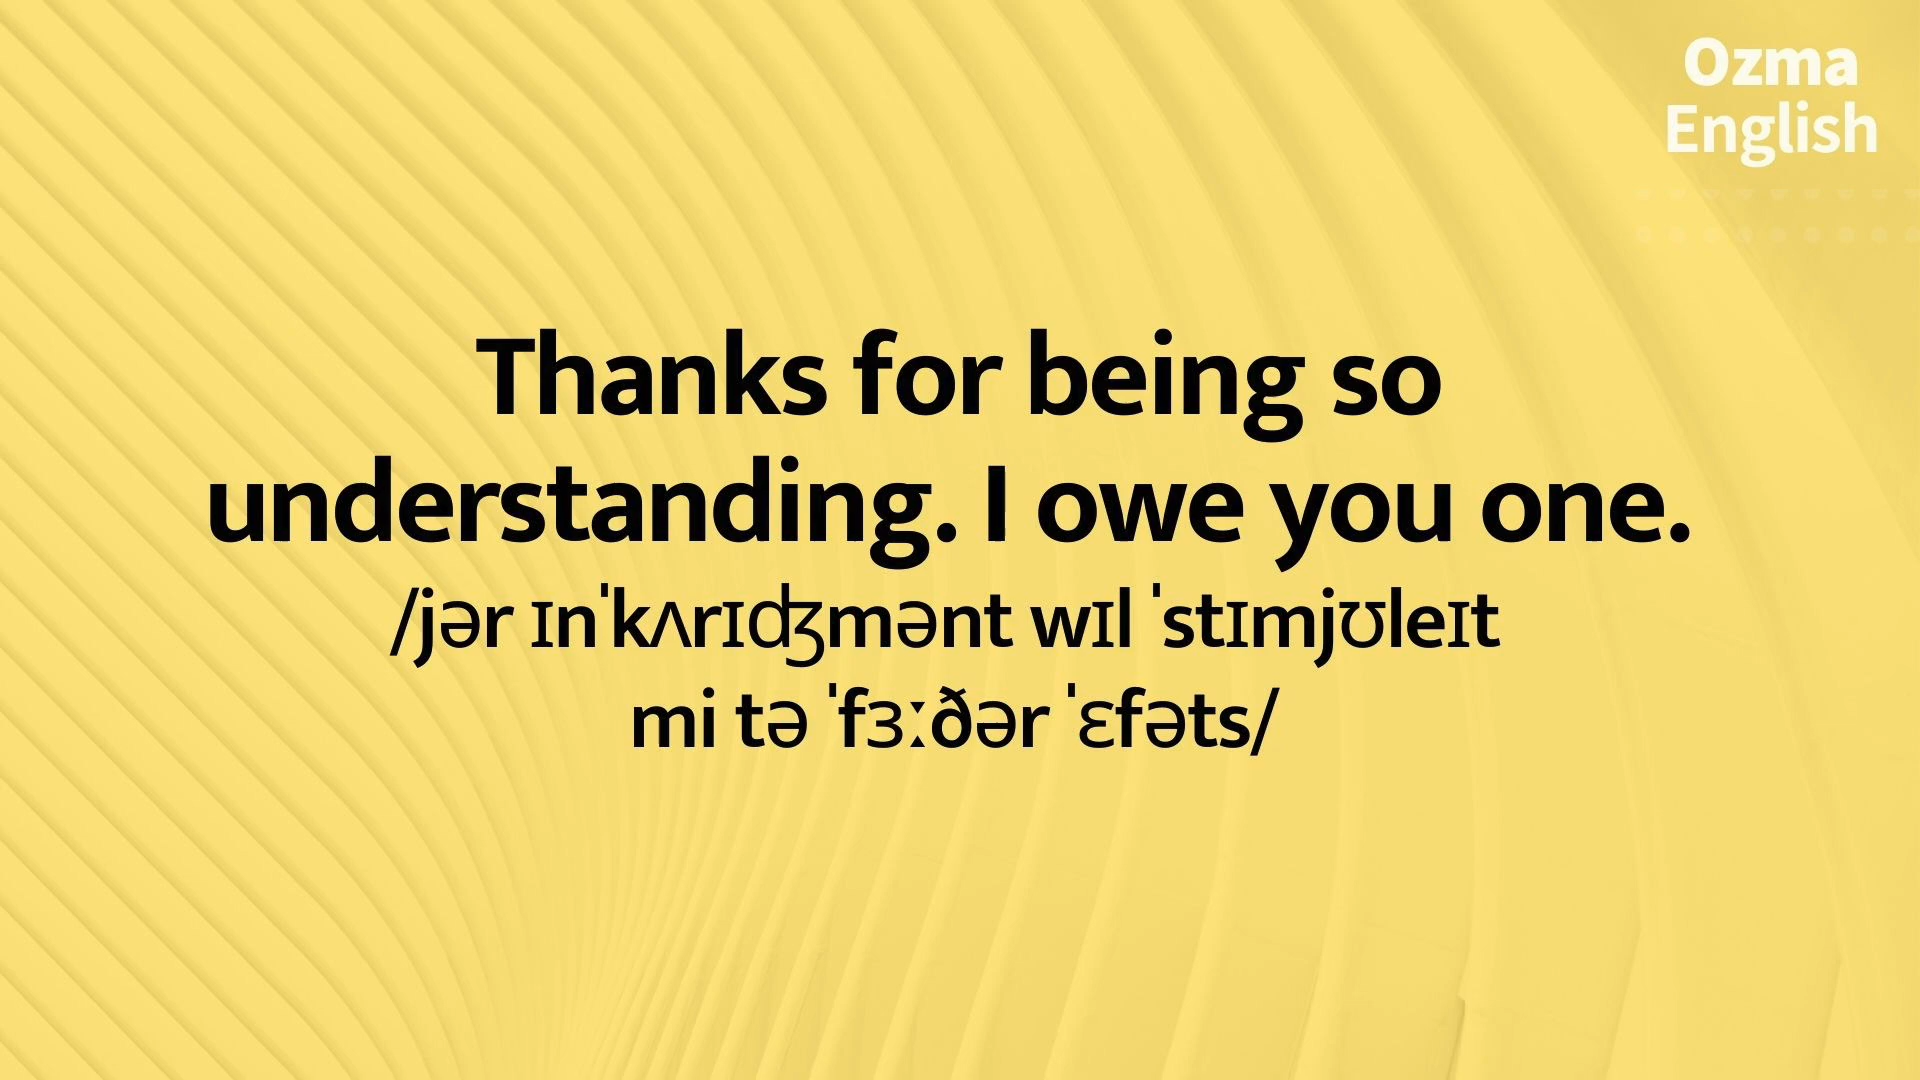 Ozma
English
Thanks for being so
understanding. I owe you one.
/jər ɪnˈkʌrɪʤmənt wɪl ˈstɪmjʊleɪt
mi tə ˈfɜːðər ˈɛfəts/